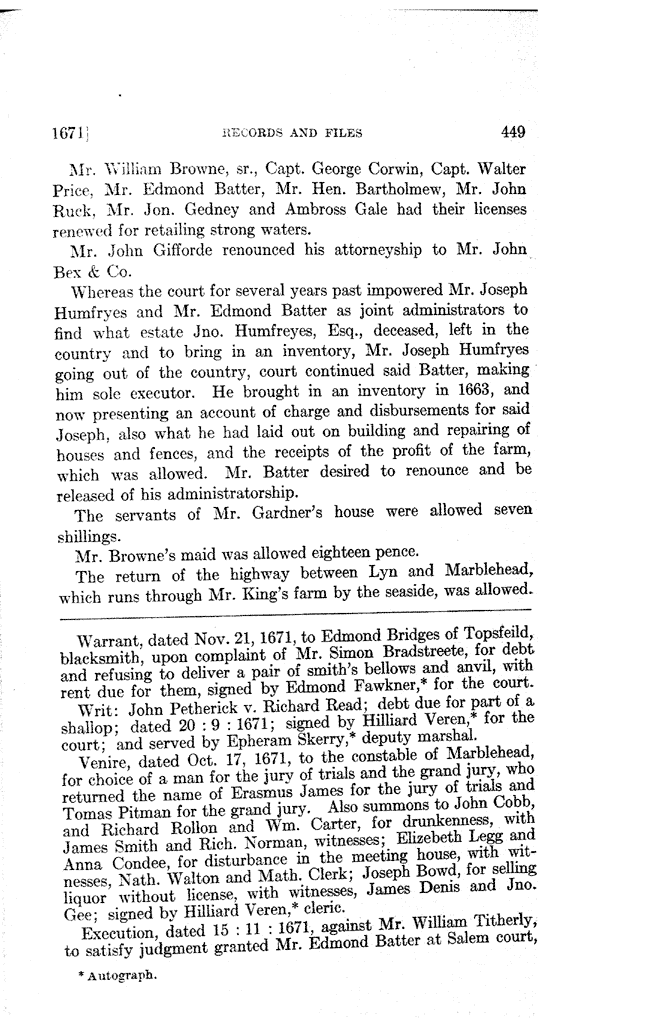 1671]
RECORDS AND FILES
449
Mr. William Browne, sr., Capt. George Corwin, Capt. Walter
Price, Mr. Edmond Batter, Mr. Hen. Bartholmew, Mr. John
Ruck, Mr. Jon. Gedney and Ambross Gale had their licenses
renewed for retailing strong waters.
Mr. John Gifforde renounced his attorneyship to Mr. John
Bex & Co.
Whereas the court for several years past impowered Mr. Joseph
Humfryes and Mr. Edmond Batter as joint administrators to
find what estate Jno. Humfreyes, Esq., deceased, left in the
country and to bring in an inventory, Mr. Joseph Humfryes
going out of the country, court continued said Batter, making
him sole executor. He brought in an inventory in 1663, and
now presenting an account of charge and disbursements for said
Joseph, also what he had laid out on building and repairing of
houses and fences, and the receipts of the profit of the farm,
which was allowed. Mr. Batter desired to renounce and be
released of his administratorship.
The servants of Mr. Gardner's house were allowed seven
shillings.
Mr. Browne's maid was allowed eighteen pence.
The return of the highway between Lyn and Marblehead,
which runs through Mr. King's farm by the seaside, was allowed.
Warrant, dated Nov. 21, 1671, to Edmond Bridges of Topsfeild,
blacksmith, upon complaint of Mr. Simon Bradstreete, for debt
and refusing to deliver a pair of smith's bellows and anvil, with
rent due for them, signed by Edmond Fawkner,* for the court.
Writ: John Petherick v. Richard Read; debt due for part of a
shallop; dated 20 : 9 : 1671; signed by Hilliard Veren,* for the
court; and served by Epheram Skerry,* deputy marshal.
Venire, dated Oct. 17, 1671, to the constable of Marblehead,
for choice of a man for the jury of trials and the grand jury, who
returned the name of Erasmus James for the jury of trials and
Tomas Pitman for the grand jury. Also summons to John Cobb,
and Richard Rollon and Wm. Carter, for drunkenness, with
James Smith and Rich. Norman, witnesses; Elizebeth Legg and
Anna Condee, for disturbance in the meeting house, with wit-
nesses, Nath. Walton and Math. Clerk; Joseph Bowd, for selling
liquor without license, with witnesses, James Denis and Jno.
Gee; signed by Hilliard Veren,* cleric.
Execution, dated 15 : 11 : 1671, against Mr. William Titherly,
to satisfy judgment granted Mr. Edmond Batter at Salem court,
* Autograph.